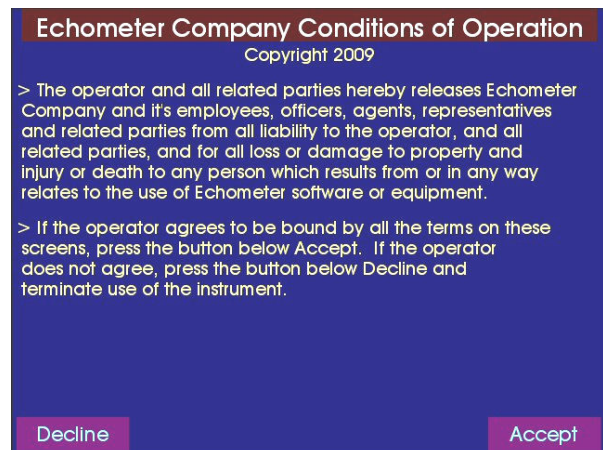 Echometer Company Conditions of Operation
Copyright 2009
> The operator and all related parties hereby releases Echometer
Company and it's employees, officers, agents, representatives
and related parties from all liability to the operator, and all
related parties, and for all loss or damage to property and
injury or death to any person which results from or in any way
relates to the use of Echometer software or equipment.
> If the operator agrees to be bound by all the terms on these
screens, press the button below Accept.  If the operator
does not agree, press the button below Decline and
terminate use of the instrument.
Decline
Accept